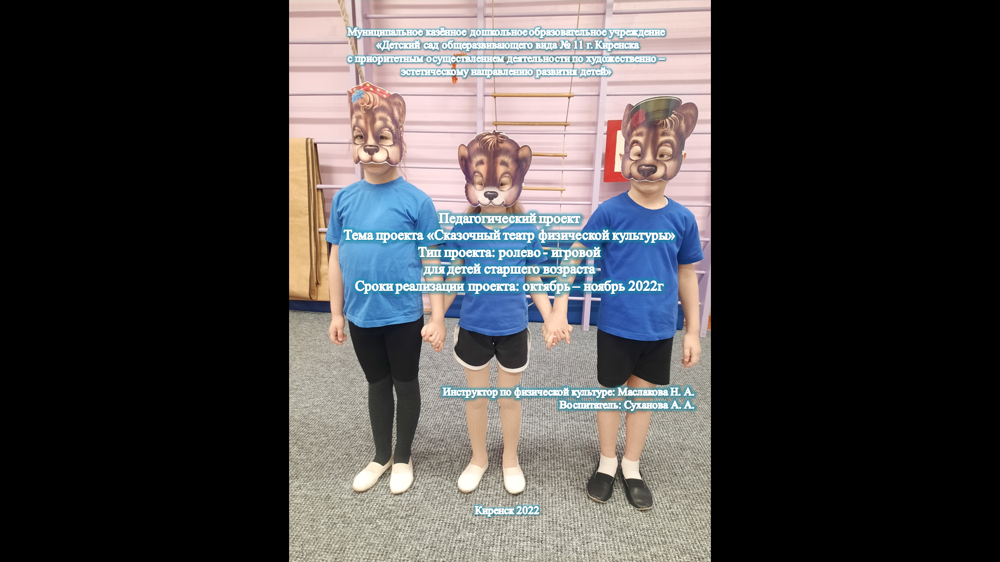 Муниципальное казённое дошкольное образовательное учреждение
«Детский сад общеразвивающего вида № 11 г. Киренска
с приоритетным осуществлением деятельности по художественно –
эстетическому направлению развития детей»
Педагогический проект
Тема проекта «Сказочный театр физической культуры»
Тип проекта: ролево - игровой
для детей старшего возраста
Сроки реализации проекта: октябрь – ноябрь 2022г
Инструктор по физической культуре: Маслакова Н. А.
Воспитатель: Суханова А. А.
Киренск 2022